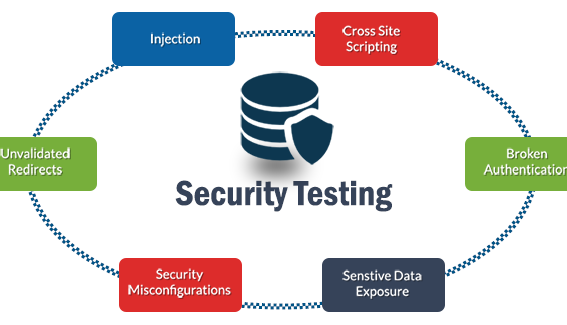 Injection
Cross Site
Scripting
Unvalidated
Redirects
Broken
Authentication
Security Testing
Security
Misconfigurations
Senstive Data
Exposure